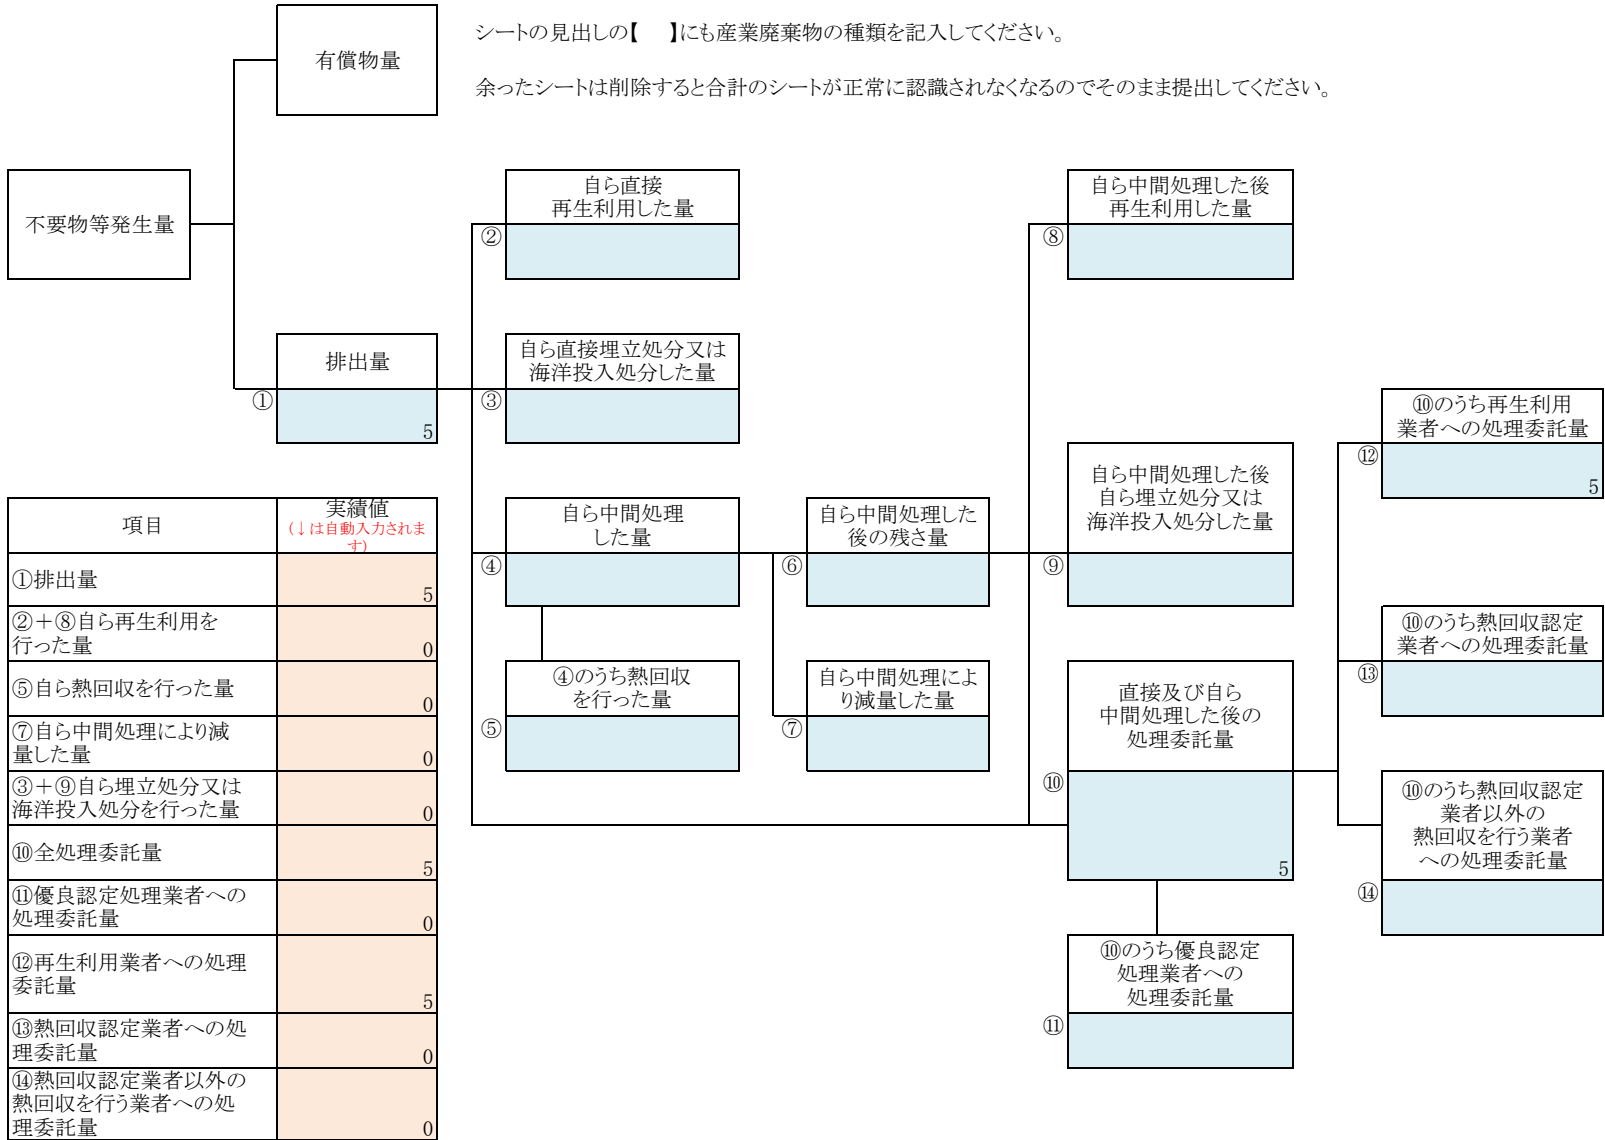 シートの見出しの【　】にも産業廃棄物の種類を記入してください。
有償物量
余ったシートは削除すると合計のシートが正常に認識されなくなるのでそのまま提出してください。
不要物等発生量
自ら直接
再生利用した量
②
自ら中間処理した後
再生利用した量
⑧
排出量
①
5
自ら直接埋立処分又は
海洋投入処分した量
③
⑩のうち再生利用
業者への処理委託量
⑫
5
自ら中間処理
した量
④
自ら中間処理した
後の残さ量
⑥
自ら中間処理した後
自ら埋立処分又は
海洋投入処分した量
⑨
⑩のうち熱回収認定
業者への処理委託量
⑬
④のうち熱回収
を行った量
⑤
自ら中間処理によ
り減量した量
⑦
直接及び自ら
中間処理した後の
処理委託量
⑩
5
⑩のうち熱回収認定
業者以外の
熱回収を行う業者
への処理委託量
⑭
⑩のうち優良認定
処理業者への
処理委託量
⑪
項目
実績値
(↓は自動入力されま
す)
①排出量
5
②＋⑧自ら再生利用を
行った量
0
⑤自ら熱回収を行った量
0
⑦自ら中間処理により減
量した量
0
③＋⑨自ら埋立処分又は
海洋投入処分を行った量
0
⑩全処理委託量
5
⑪優良認定処理業者への
処理委託量
0
⑫再生利用業者への処理
委託量
5
⑬熱回収認定業者への処
理委託量
0
⑭熱回収認定業者以外の
熱回収を行う業者への処
理委託量
0